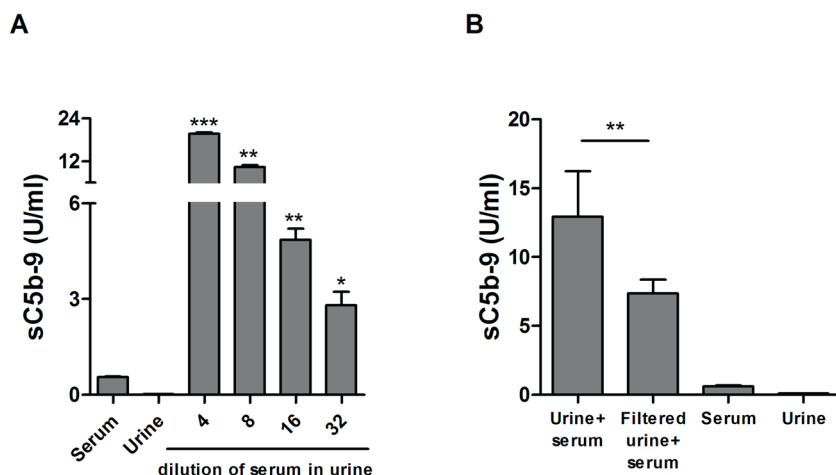 A
sC5b-9 (U/ml)
24
12
6
3
0
***
**
**
*
Serum
Urine
4
8
16
32
dilution of serum in urine
B
sC5b-9 (U/ml)
20
15
10
5
0
**
Urine+
serum
Filtered
urine+
serum
Serum
Urine